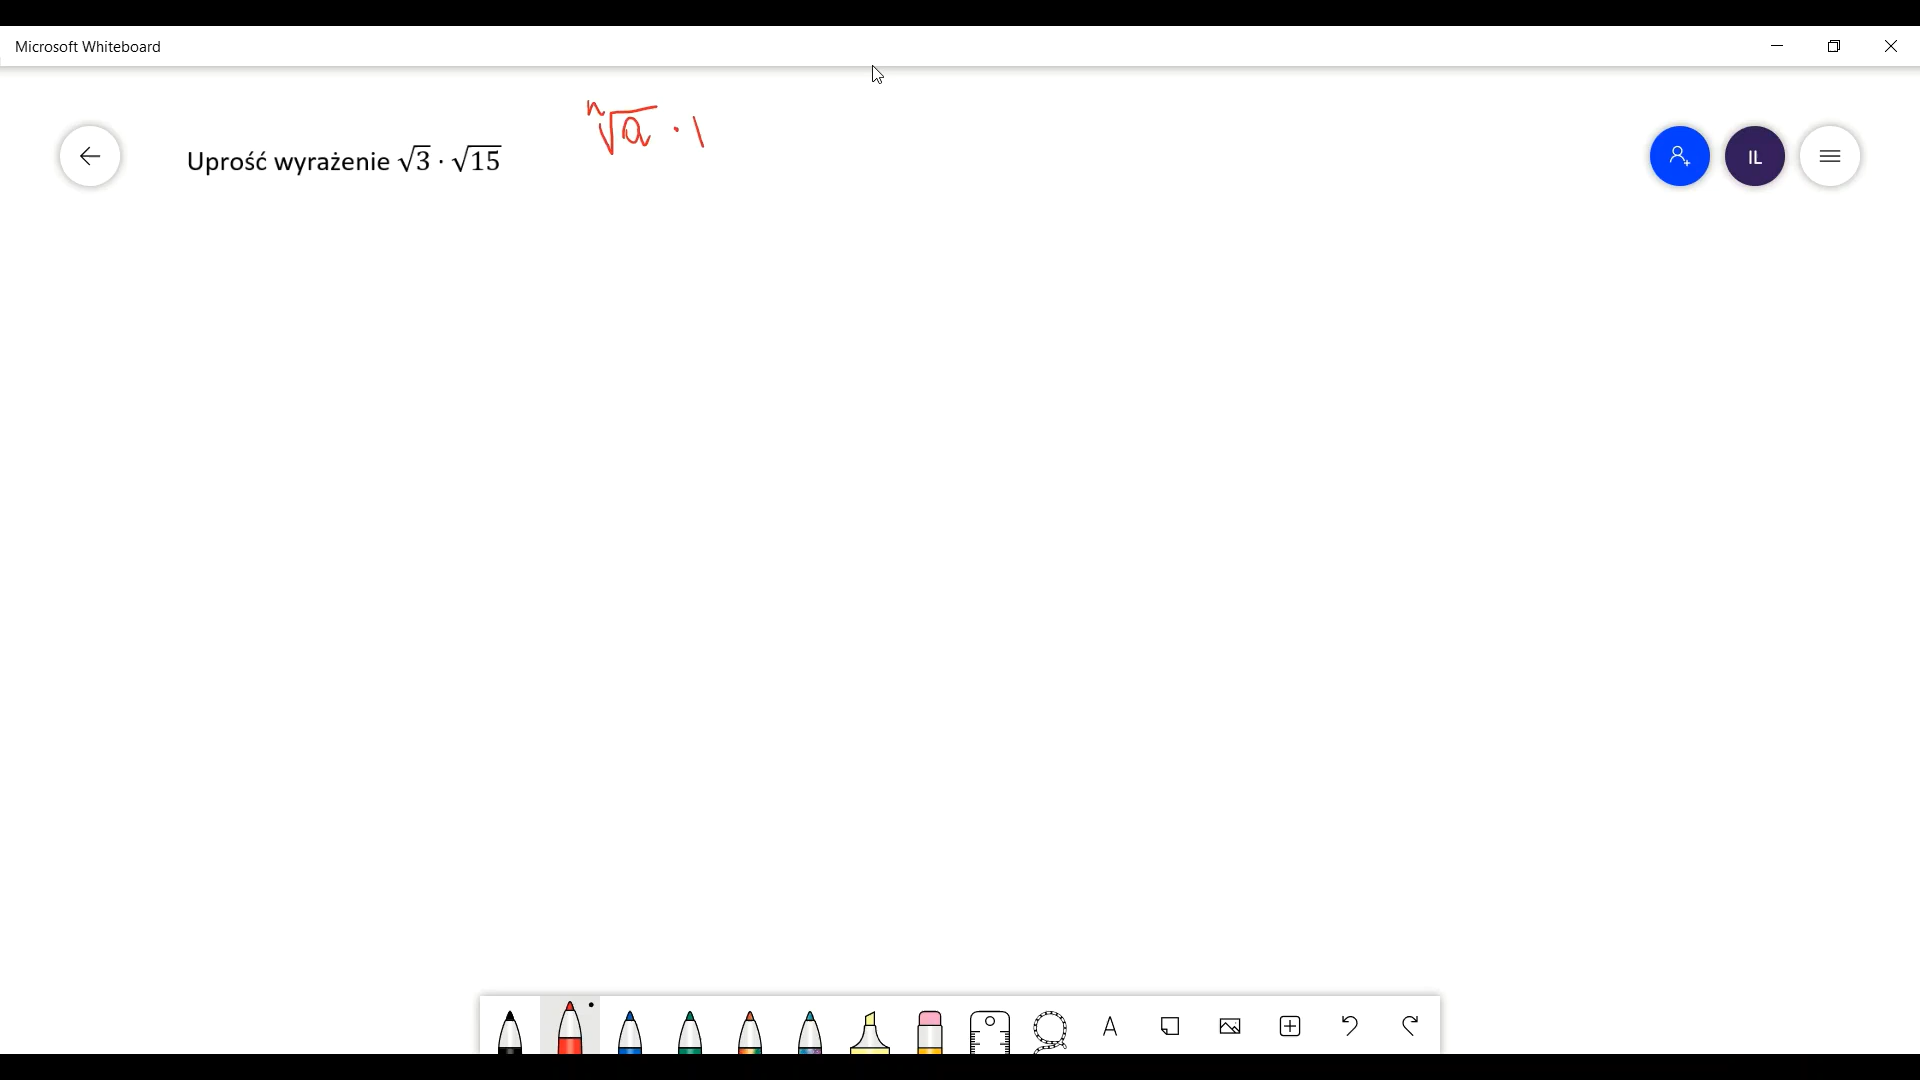 Microsoft Whiteboard
ⁿ√a ·
Uprość wyrażenie √3 · √15
IL
A